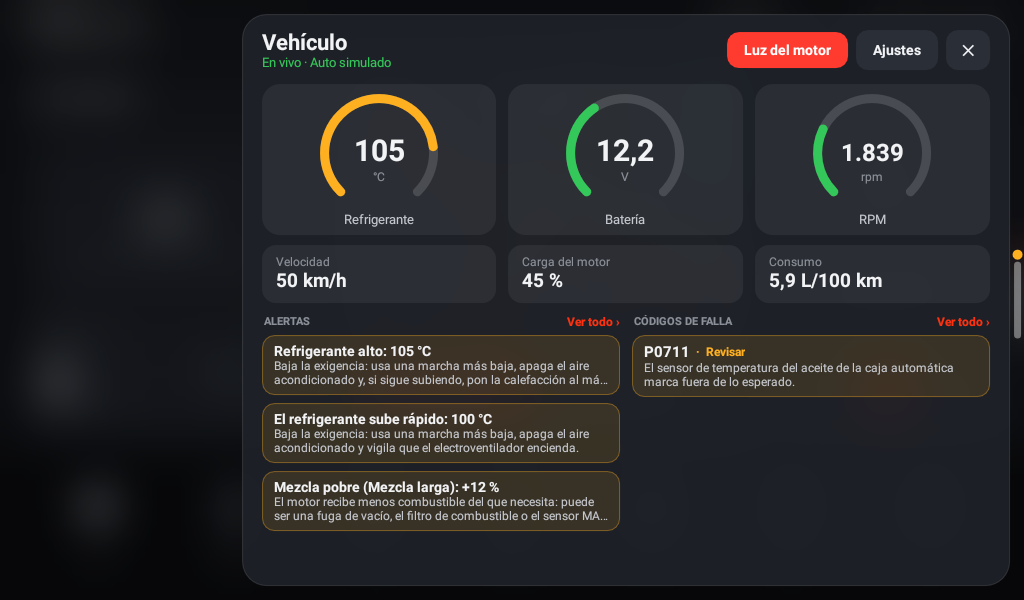 Vehículo
En vivo · Auto simulado
Luz del motor
Ajustes
105
°C
Refrigerante
12,2
V
Batería
1.839
rpm
RPM
Velocidad
50 km/h
Carga del motor
45 %
Consumo
5,9 L/100 km
ALERTAS
Ver todo ›
Refrigerante alto: 105 °C
Baja la exigencia: usa una marcha más baja, apaga el aire
acondicionado y, si sigue subiendo, pon la calefacción al má…
El refrigerante sube rápido: 100 °C
Baja la exigencia: usa una marcha más baja, apaga el aire
acondicionado y vigila que el electroventilador encienda.
Mezcla pobre (Mezcla larga): +12 %
El motor recibe menos combustible del que necesita: puede
ser una fuga de vacío, el filtro de combustible o el sensor MA…
CÓDIGOS DE FALLA
Ver todo ›
P0711 · Revisar
El sensor de temperatura del aceite de la caja automática
marca fuera de lo esperado.